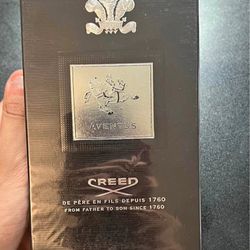 AVENTUS
CREED
DE PÈRE EN FILS DEPUIS 1760
FROM FATHER TO SON SINCE 1760